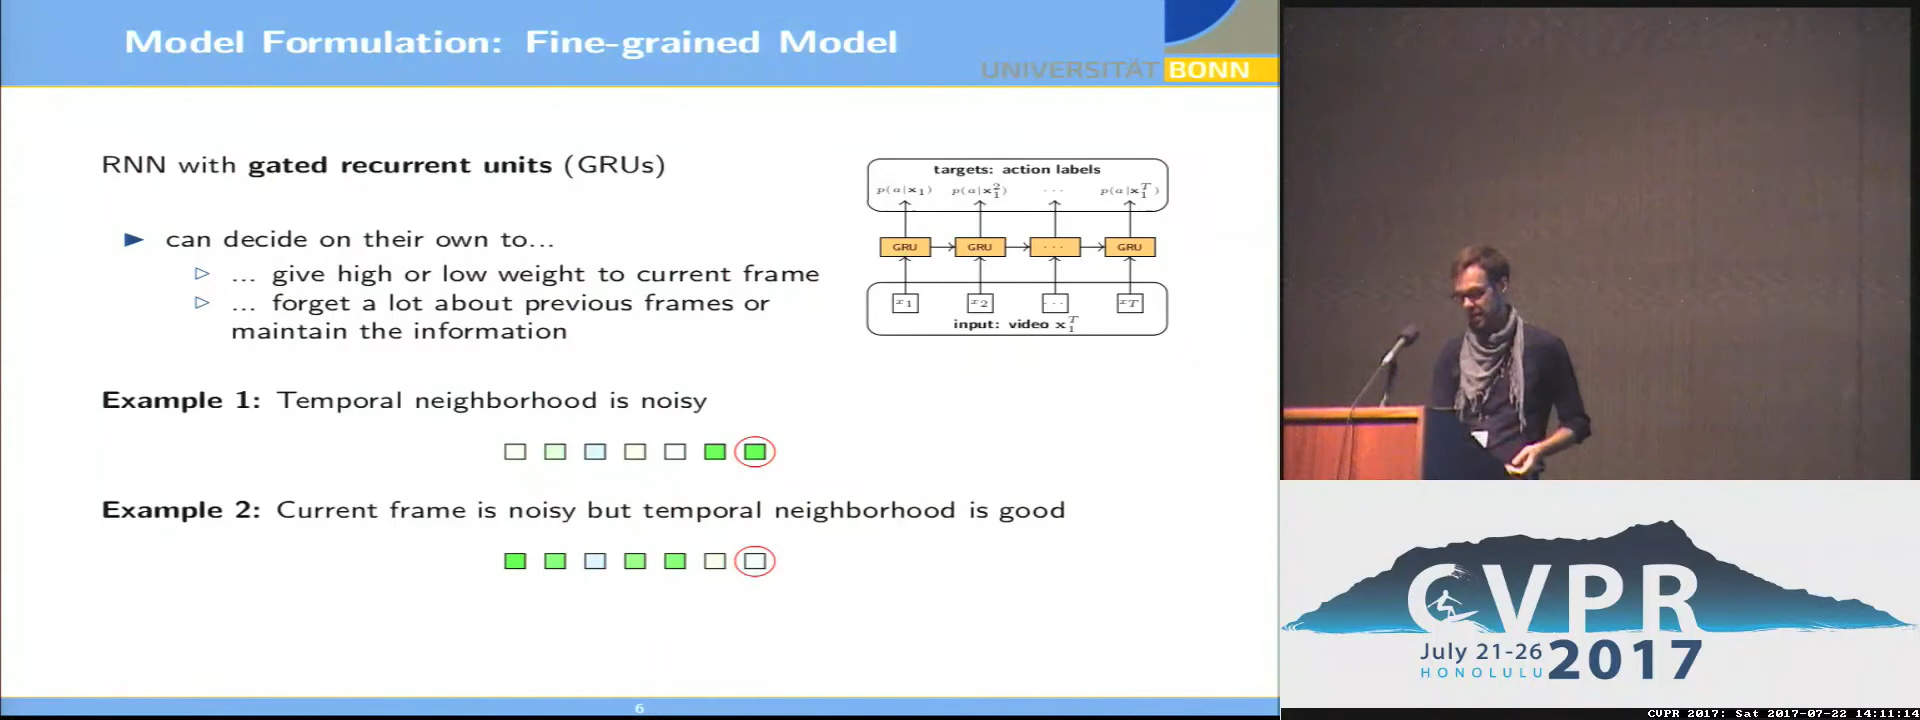 Model Formulation: Fine-grained Model
UNIVERSITÄT BONN
RNN with gated recurrent units (GRUs)
can decide on their own to...
... give high or low weight to current frame
... forget a lot about previous frames or
maintain the information
targets: action labels
p(a|x₁) p(a|x₁²) ··· p(a|x₁ᵀ)
GRU GRU ··· GRU
x₁ x₂ ··· x_T
input: video x₁ᵀ
Example 1: Temporal neighborhood is noisy
Example 2: Current frame is noisy but temporal neighborhood is good
6
CVPR
July 21-26
HONOLULU
2017
CVPR 2017: Sat 2017-07-22 14:11:14